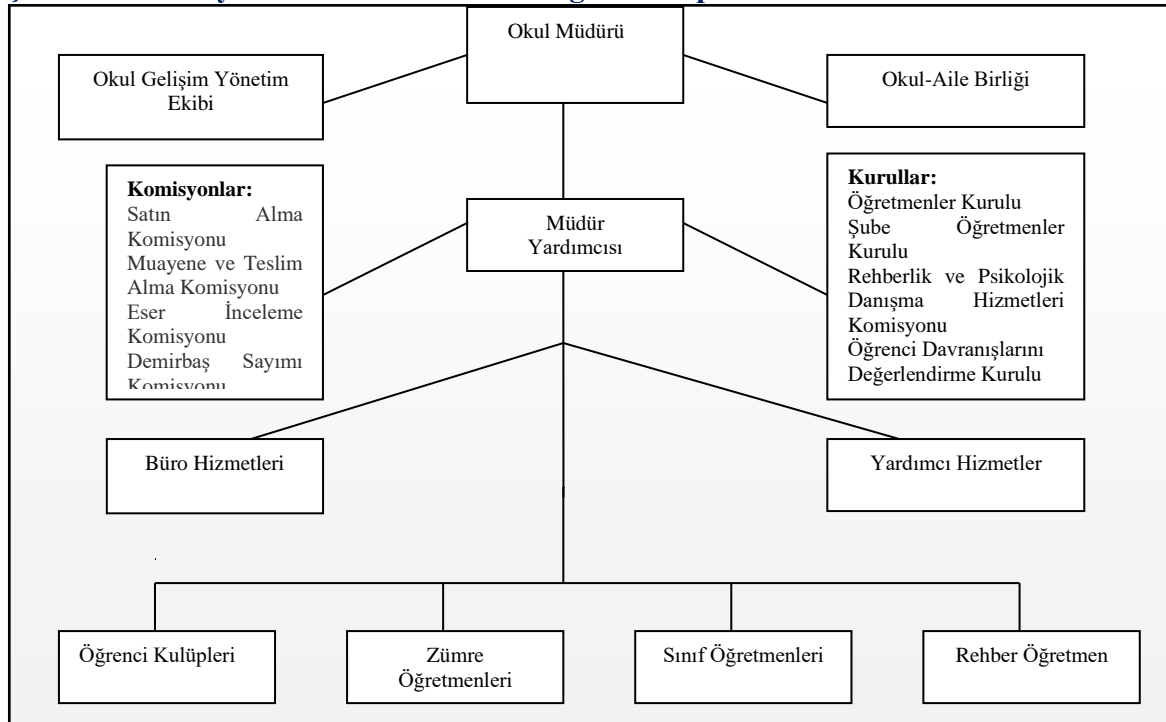 Okul Müdürü
Okul Gelişim Yönetim
Ekibi
Okul-Aile Birliği
Komisyonlar:
Satın Alma
Komisyonu
Muayene ve Teslim
Alma Komisyonu
Eser İnceleme
Komisyonu
Demirbaş Sayımı
Komisyonu
Müdür
Yardımcısı
Kurullar:
Öğretmenler Kurulu
Şube Öğretmenler
Kurulu
Rehberlik ve Psikolojik
Danışma Hizmetleri
Komisyonu
Öğrenci Davranışlarını
Değerlendirme Kurulu
Büro Hizmetleri
Yardımcı Hizmetler
Öğrenci Kulüpleri
Zümre
Öğretmenleri
Sınıf Öğretmenleri
Rehber Öğretmen